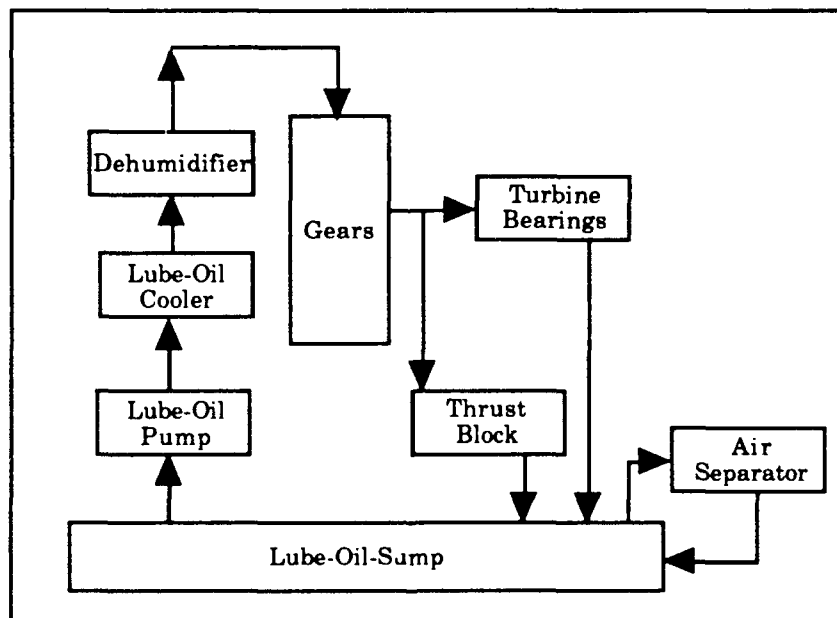 Dehumidifier
Gears
Turbine
Bearings
Lube-Oil
Cooler
Lube-Oil
Pump
Thrust
Block
Air
Separator
Lube-Oil-Sump